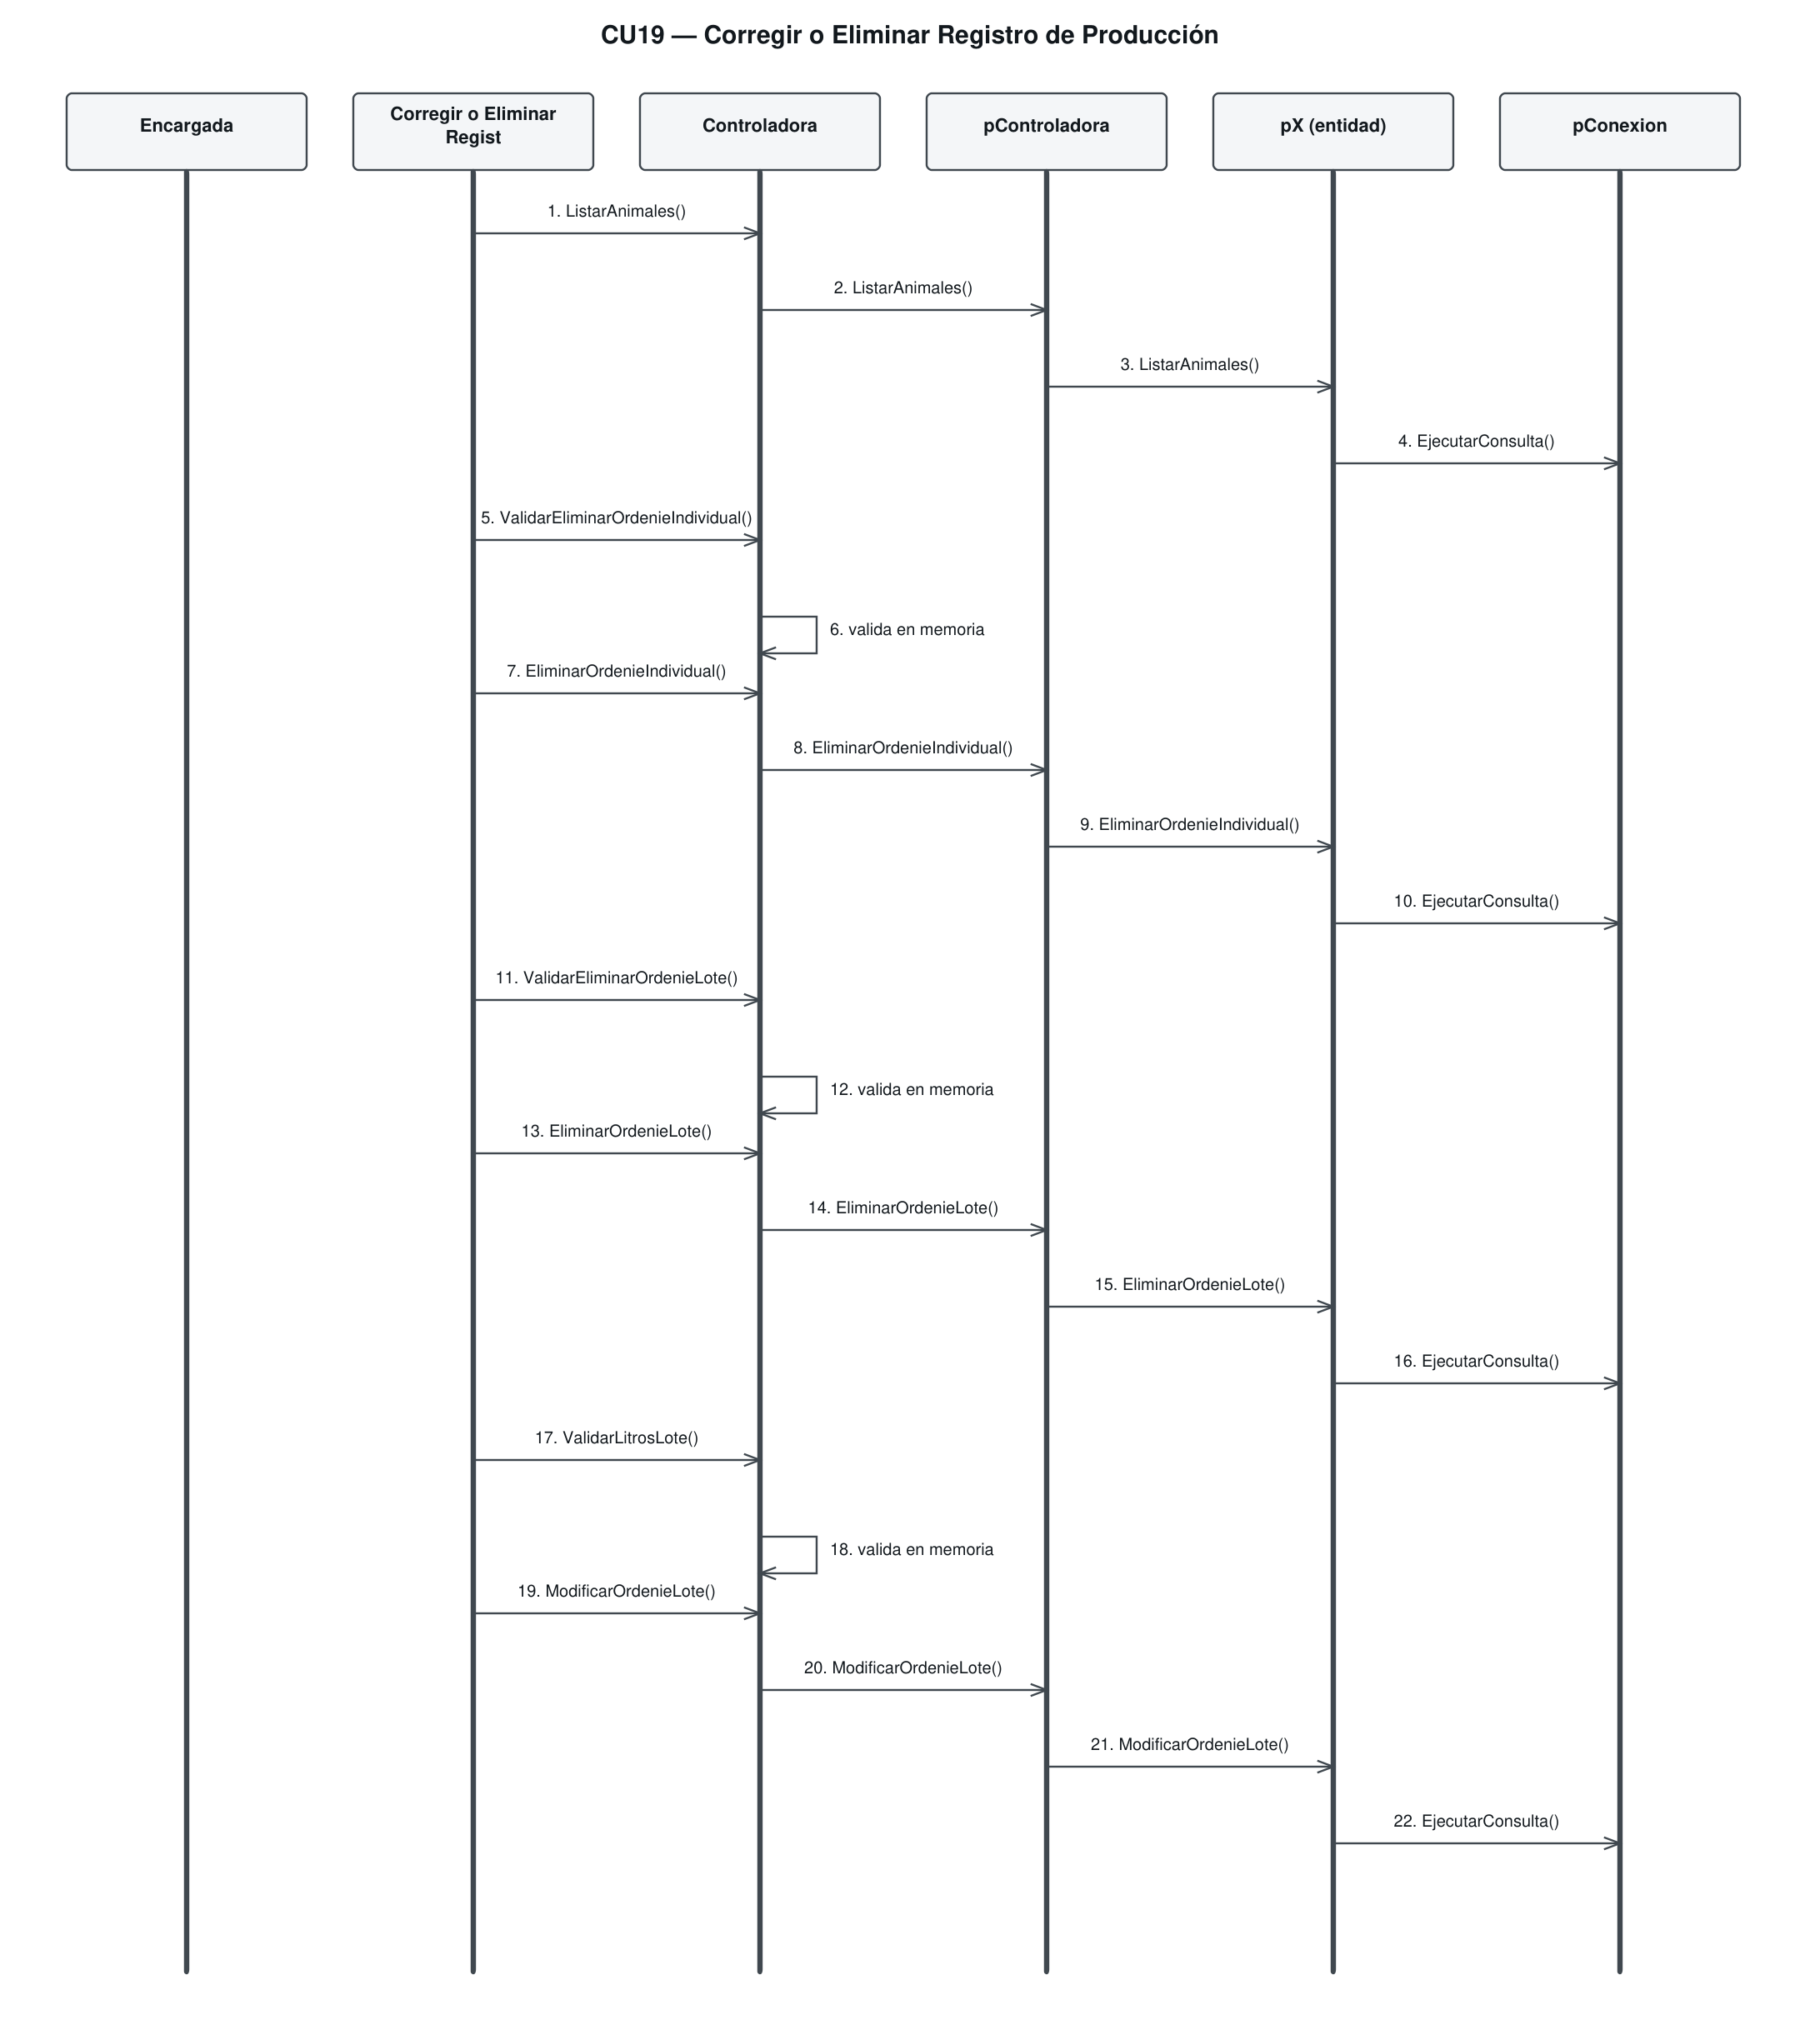 CU19 — Corregir o Eliminar Registro de Producción
Encargada
Corregir o Eliminar
Regist
Controladora
pControladora
pX (entidad)
pConexion
1. ListarAnimales()
2. ListarAnimales()
3. ListarAnimales()
4. EjecutarConsulta()
5. ValidarEliminarOrdenieIndividual()
6. valida en memoria
7. EliminarOrdenieIndividual()
8. EliminarOrdenieIndividual()
9. EliminarOrdenieIndividual()
10. EjecutarConsulta()
11. ValidarEliminarOrdenieLote()
12. valida en memoria
13. EliminarOrdenieLote()
14. EliminarOrdenieLote()
15. EliminarOrdenieLote()
16. EjecutarConsulta()
17. ValidarLitrosLote()
18. valida en memoria
19. ModificarOrdenieLote()
20. ModificarOrdenieLote()
21. ModificarOrdenieLote()
22. EjecutarConsulta()